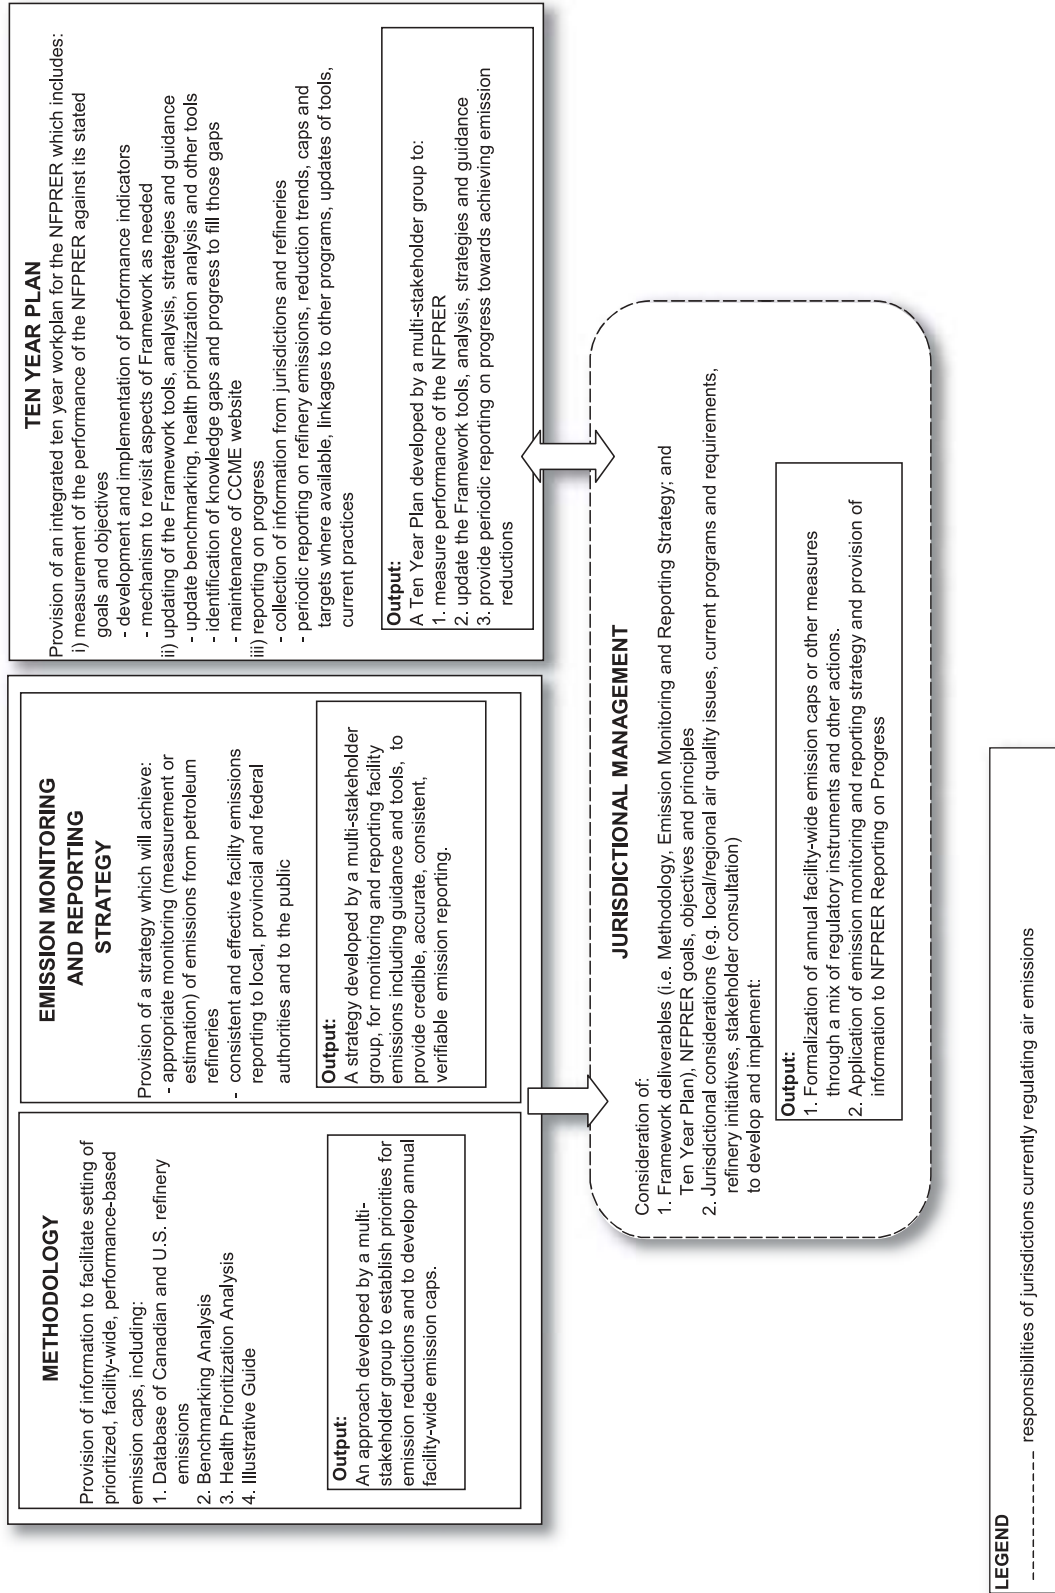 METHODOLOGY
Provision of information to facilitate setting of
prioritized, facility-wide, performance-based
emission caps, including:
1. Database of Canadian and U.S. refinery
emissions
2. Benchmarking Analysis
3. Health Prioritization Analysis
4. Illustrative Guide
Output:
An approach developed by a multi-
stakeholder group to establish priorities for
emission reductions and to develop annual
facility-wide emission caps.
EMISSION MONITORING
AND REPORTING
STRATEGY
Provision of a strategy which will achieve:
- appropriate monitoring (measurement or
estimation) of emissions from petroleum
refineries
- consistent and effective facility emissions
reporting to local, provincial and federal
authorities and to the public
Output:
A strategy developed by a multi-stakeholder
group, for monitoring and reporting facility
emissions including guidance and tools, to
provide credible, accurate, consistent,
verifiable emission reporting.
TEN YEAR PLAN
Provision of an integrated ten year workplan for the NFPRER which includes:
i) measurement of the performance of the NFPRER against its stated
goals and objectives
- development and implementation of performance indicators
- mechanism to revisit aspects of Framework as needed
ii) updating of the Framework tools, analysis, strategies and guidance
- update benchmarking, health prioritization analysis and other tools
- identification of knowledge gaps and progress to fill those gaps
- maintenance of CCME website
iii) reporting on progress
- collection of information from jurisdictions and refineries
- periodic reporting on refinery emissions, reduction trends, caps and
targets where available, linkages to other programs, updates of tools,
current practices
Output:
A Ten Year Plan developed by a multi-stakeholder group to:
1. measure performance of the NFPRER
2. update the Framework tools, analysis, strategies and guidance
3. provide periodic reporting on progress towards achieving emission
reductions
JURISDICTIONAL MANAGEMENT
Consideration of:
1. Framework deliverables (i.e. Methodology, Emission Monitoring and Reporting Strategy; and
Ten Year Plan), NFPRER goals, objectives and principles
2. Jurisdictional considerations (e.g. local/regional air quality issues, current programs and requirements,
refinery initiatives, stakeholder consultation)
to develop and implement:
Output:
1. Formalization of annual facility-wide emission caps or other measures
through a mix of regulatory instruments and other actions.
2. Application of emission monitoring and reporting strategy and provision of
information to NFPRER Reporting on Progress
LEGEND
responsibilities of jurisdictions currently regulating air emissions